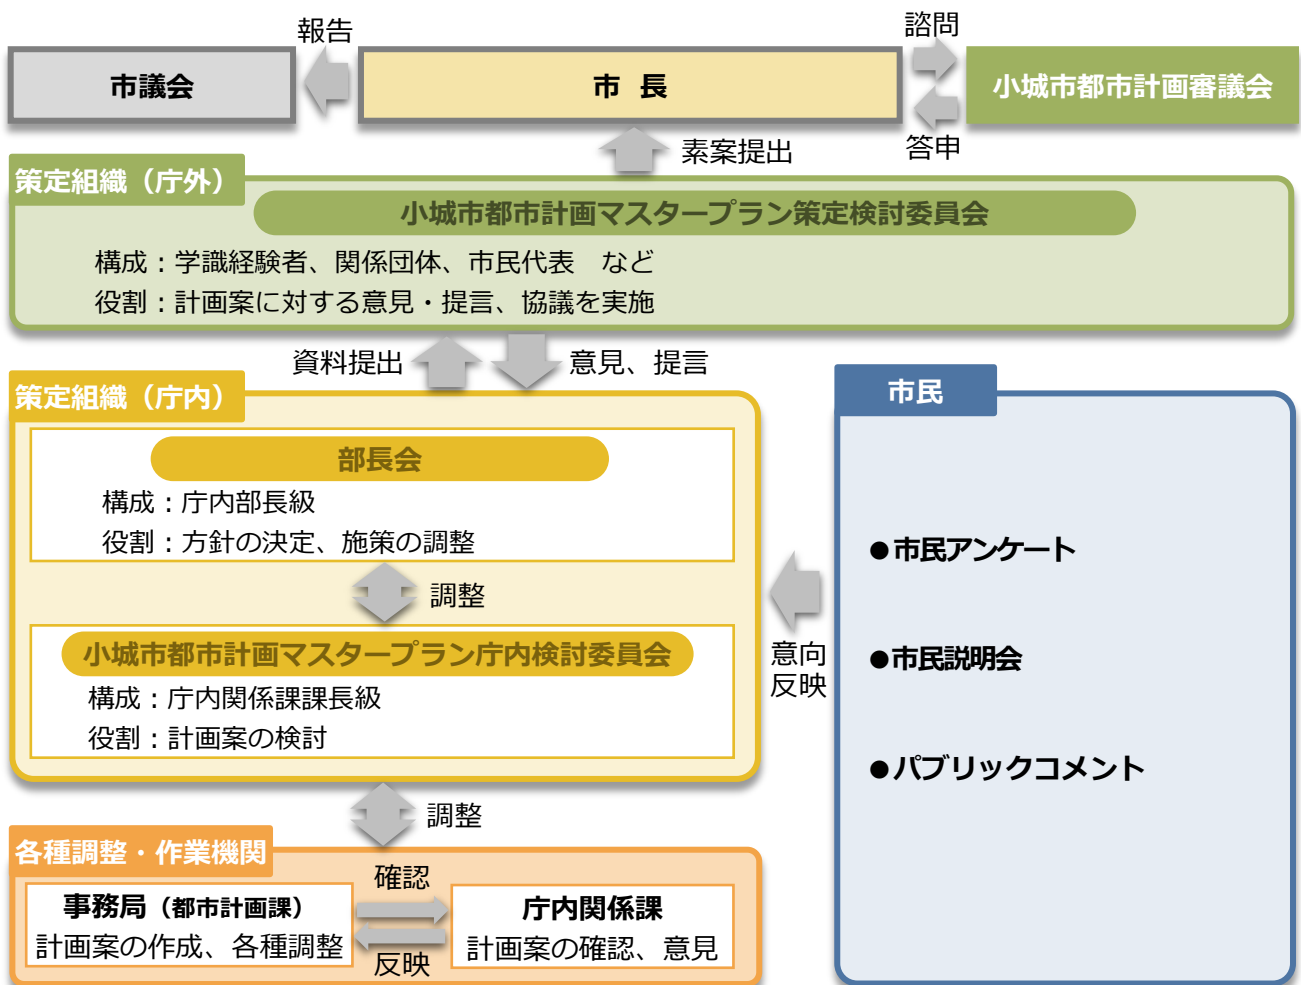 報告
諮問
市議会
市 長
小城市都市計画審議会
素案提出
答申
策定組織（庁外）
小城市都市計画マスタープラン策定検討委員会
構成：学識経験者、関係団体、市民代表　など
役割：計画案に対する意見・提言、協議を実施
資料提出
意見、提言
策定組織（庁内）
部長会
構成：庁内部長級
役割：方針の決定、施策の調整
調整
小城市都市計画マスタープラン庁内検討委員会
構成：庁内関係課課長級
役割：計画案の検討
意向
反映
市民
●市民アンケート
●市民説明会
●パブリックコメント
調整
各種調整・作業機関
事務局（都市計画課）
計画案の作成、各種調整
確認
反映
庁内関係課
計画案の確認、意見